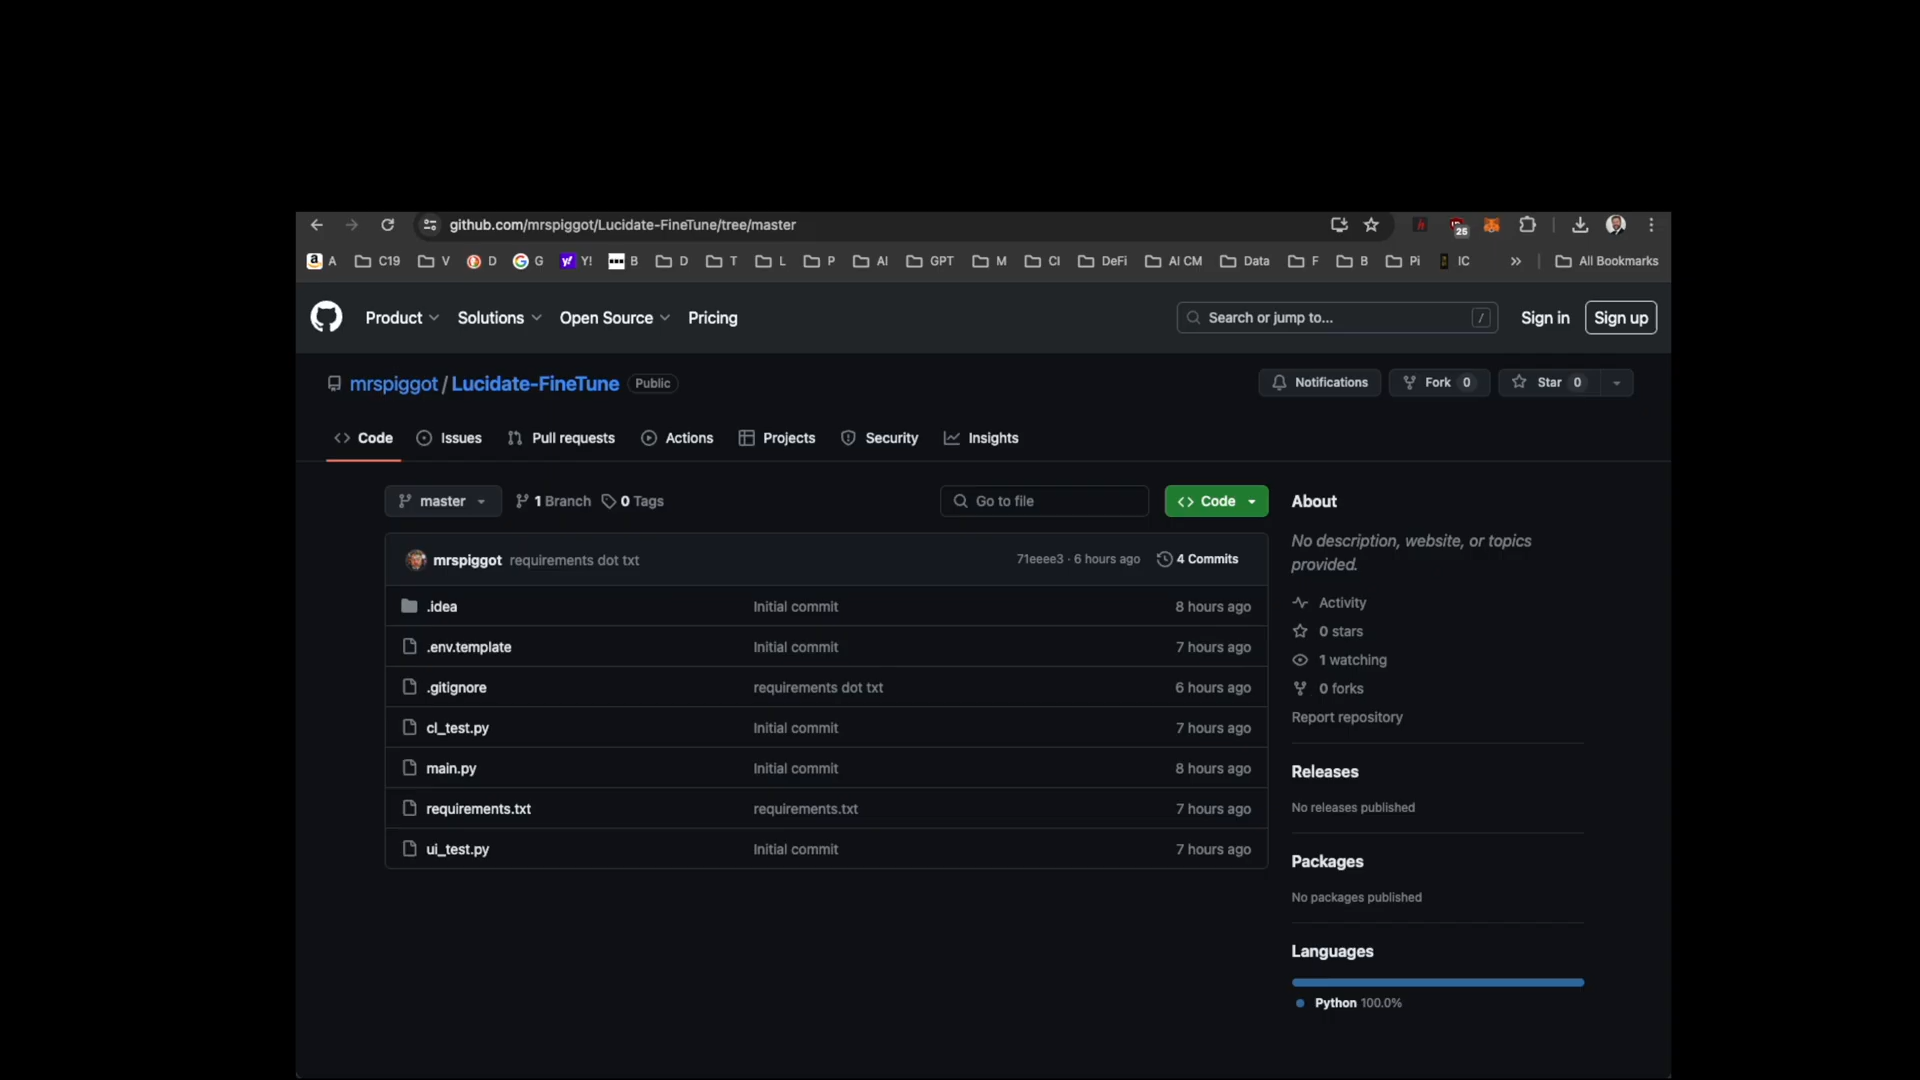 github.com/mrspiggot/Lucidate-FineTune/tree/master
25
A C19 V D G Y! B D T L P AI GPT M CI DeFi AI CM Data F B Pi IC » All Bookmarks
Product Solutions Open Source Pricing Search or jump to... / Sign in Sign up
mrspiggot / Lucidate-FineTune Public Notifications Fork 0 Star 0
Code Issues Pull requests Actions Projects Security Insights
master 1 Branch 0 Tags Go to file Code
mrspiggot requirements dot txt 71eeee3 · 6 hours ago 4 Commits
.idea Initial commit 8 hours ago
.env.template Initial commit 7 hours ago
.gitignore requirements dot txt 6 hours ago
cl_test.py Initial commit 7 hours ago
main.py Initial commit 8 hours ago
requirements.txt requirements.txt 7 hours ago
ui_test.py Initial commit 7 hours ago
About
No description, website, or topics
provided.
Activity
0 stars
1 watching
0 forks
Report repository
Releases
No releases published
Packages
No packages published
Languages
Python 100.0%